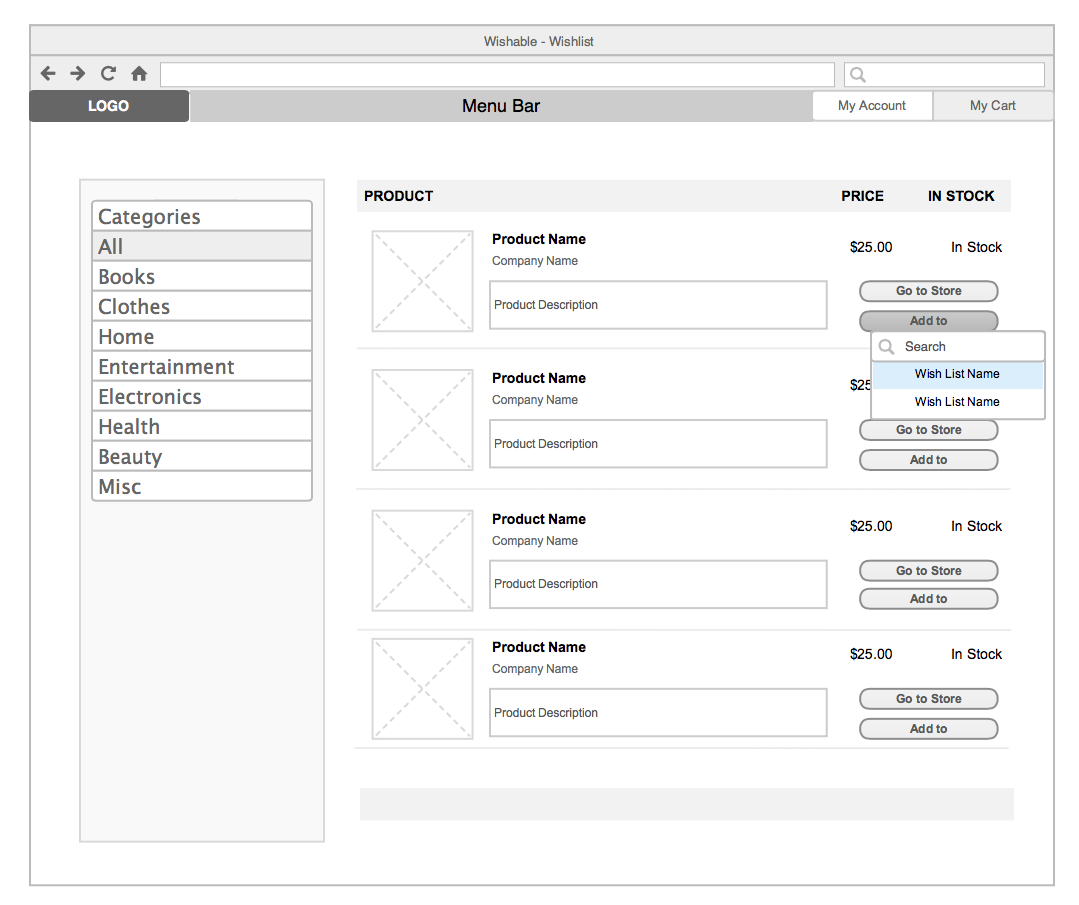 Wishable - Wishlist
LOGO
Menu Bar
My Account
My Cart
Categories
All
Books
Clothes
Home
Entertainment
Electronics
Health
Beauty
Misc
PRODUCT PRICE IN STOCK
Product Name
Company Name
Product Description
$25.00 In Stock
Go to Store
Add to
Search
Wish List Name
Wish List Name
Product Name
Company Name
Product Description
$25
Go to Store
Add to
Product Name
Company Name
Product Description
$25.00 In Stock
Go to Store
Add to
Product Name
Company Name
Product Description
$25.00 In Stock
Go to Store
Add to